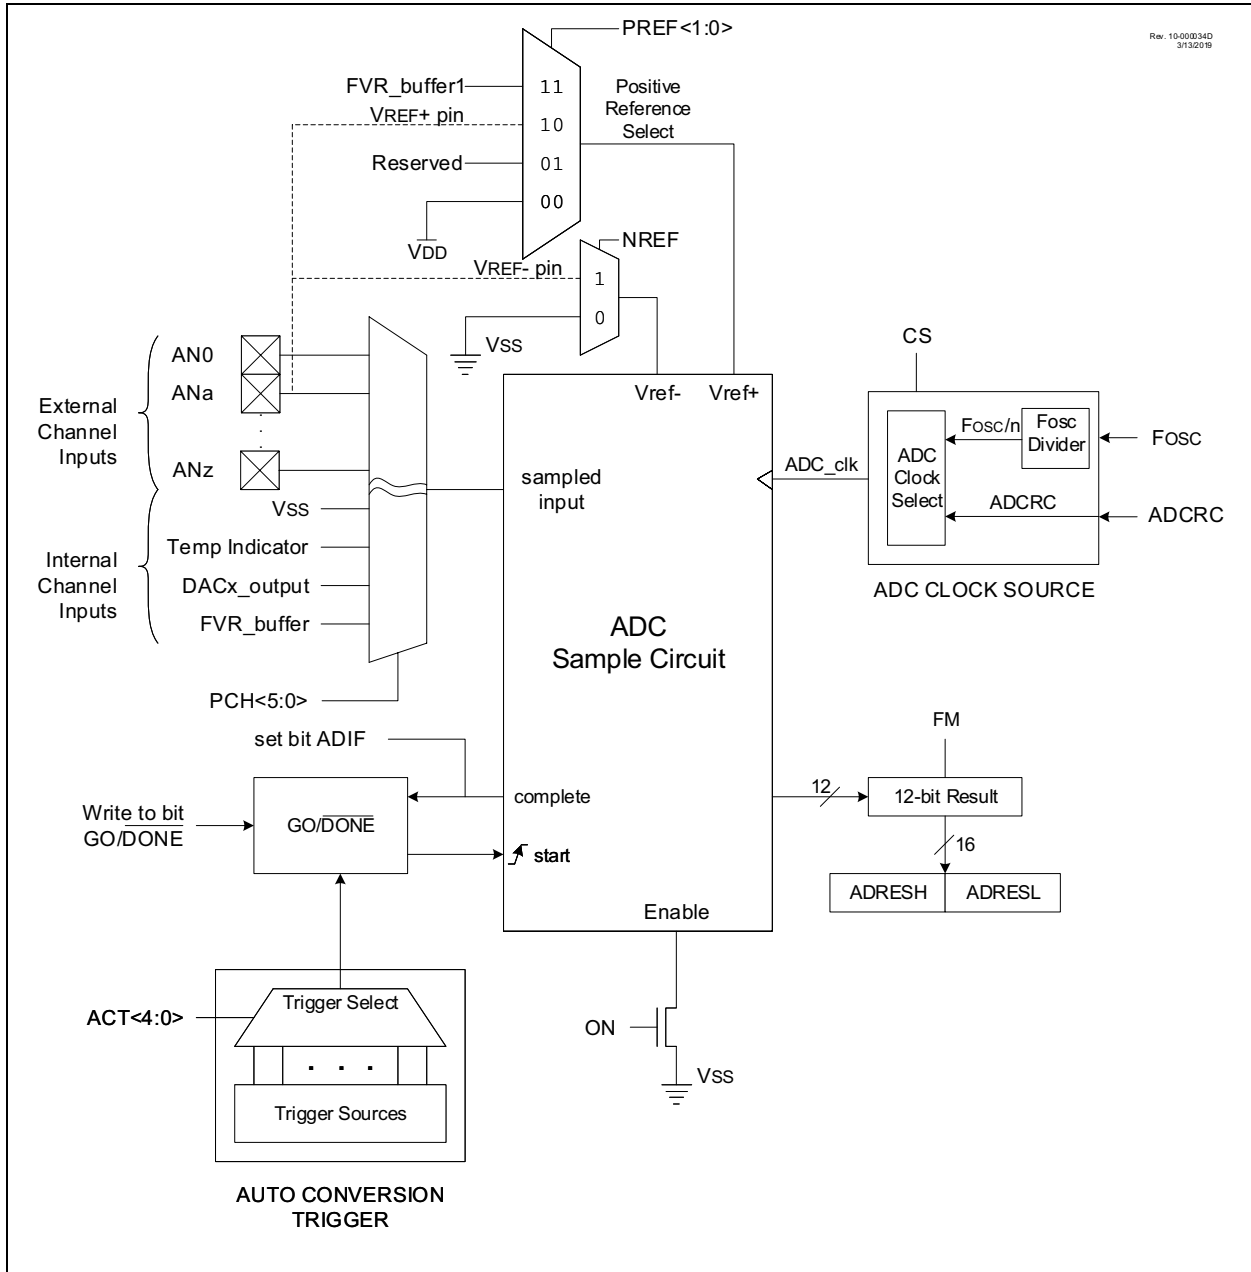 PREF<1:0>
Rev. 10-000034D
3/13/2019
FVR_buffer1
11
Positive
Reference
Select
VREF+ pin
10
Reserved
01
00
VDD
NREF
VREF- pin
1
0
VSS
CS
AN0
ANa
External
Channel
Inputs
ANz
Vref-
Vref+
Fosc/n
Fosc
Divider
FOSC
ADC
Clock
Select
ADC_clk
ADCRC
ADCRC
sampled
input
VSS
Temp Indicator
Internal
Channel
Inputs
DACx_output
FVR_buffer
ADC CLOCK SOURCE
ADC
Sample Circuit
PCH<5:0>
set bit ADIF
FM
complete
12
12-bit Result
Write to bit
GO/DONE
GO/DONE
start
16
ADRESH
ADRESL
Enable
Trigger Select
ACT<4:0>
ON
. . .
VSS
Trigger Sources
AUTO CONVERSION
TRIGGER